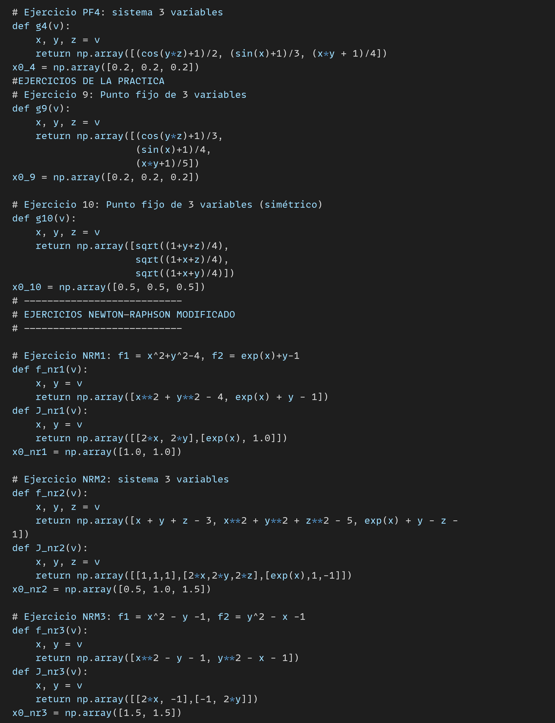 # Ejercicio PF4: sistema 3 variables
def g4(v):
    x, y, z = v
    return np.array([(cos(y*z)+1)/2, (sin(x)+1)/3, (x*y + 1)/4])
x0_4 = np.array([0.2, 0.2, 0.2])
#EJERCICIOS DE LA PRACTICA
# Ejercicio 9: Punto fijo de 3 variables
def g9(v):
    x, y, z = v
    return np.array([(cos(y*z)+1)/3,
                     (sin(x)+1)/4,
                     (x*y+1)/5])
x0_9 = np.array([0.2, 0.2, 0.2])

# Ejercicio 10: Punto fijo de 3 variables (simétrico)
def g10(v):
    x, y, z = v
    return np.array([sqrt((1+y+z)/4),
                     sqrt((1+x+z)/4),
                     sqrt((1+x+y)/4)])
x0_10 = np.array([0.5, 0.5, 0.5])
# ---------------------------
# EJERCICIOS NEWTON-RAPHSON MODIFICADO
# ---------------------------

# Ejercicio NRM1: f1 = x^2+y^2-4, f2 = exp(x)+y-1
def f_nr1(v):
    x, y = v
    return np.array([x**2 + y**2 - 4, exp(x) + y - 1])
def J_nr1(v):
    x, y = v
    return np.array([[2*x, 2*y],[exp(x), 1.0]])
x0_nr1 = np.array([1.0, 1.0])

# Ejercicio NRM2: sistema 3 variables
def f_nr2(v):
    x, y, z = v
    return np.array([x + y + z - 3, x**2 + y**2 + z**2 - 5, exp(x) + y - z -
1])
def J_nr2(v):
    x, y, z = v
    return np.array([[1,1,1],[2*x,2*y,2*z],[exp(x),1,-1]])
x0_nr2 = np.array([0.5, 1.0, 1.5])

# Ejercicio NRM3: f1 = x^2 - y -1, f2 = y^2 - x -1
def f_nr3(v):
    x, y = v
    return np.array([x**2 - y - 1, y**2 - x - 1])
def J_nr3(v):
    x, y = v
    return np.array([[2*x, -1],[-1, 2*y]])
x0_nr3 = np.array([1.5, 1.5])